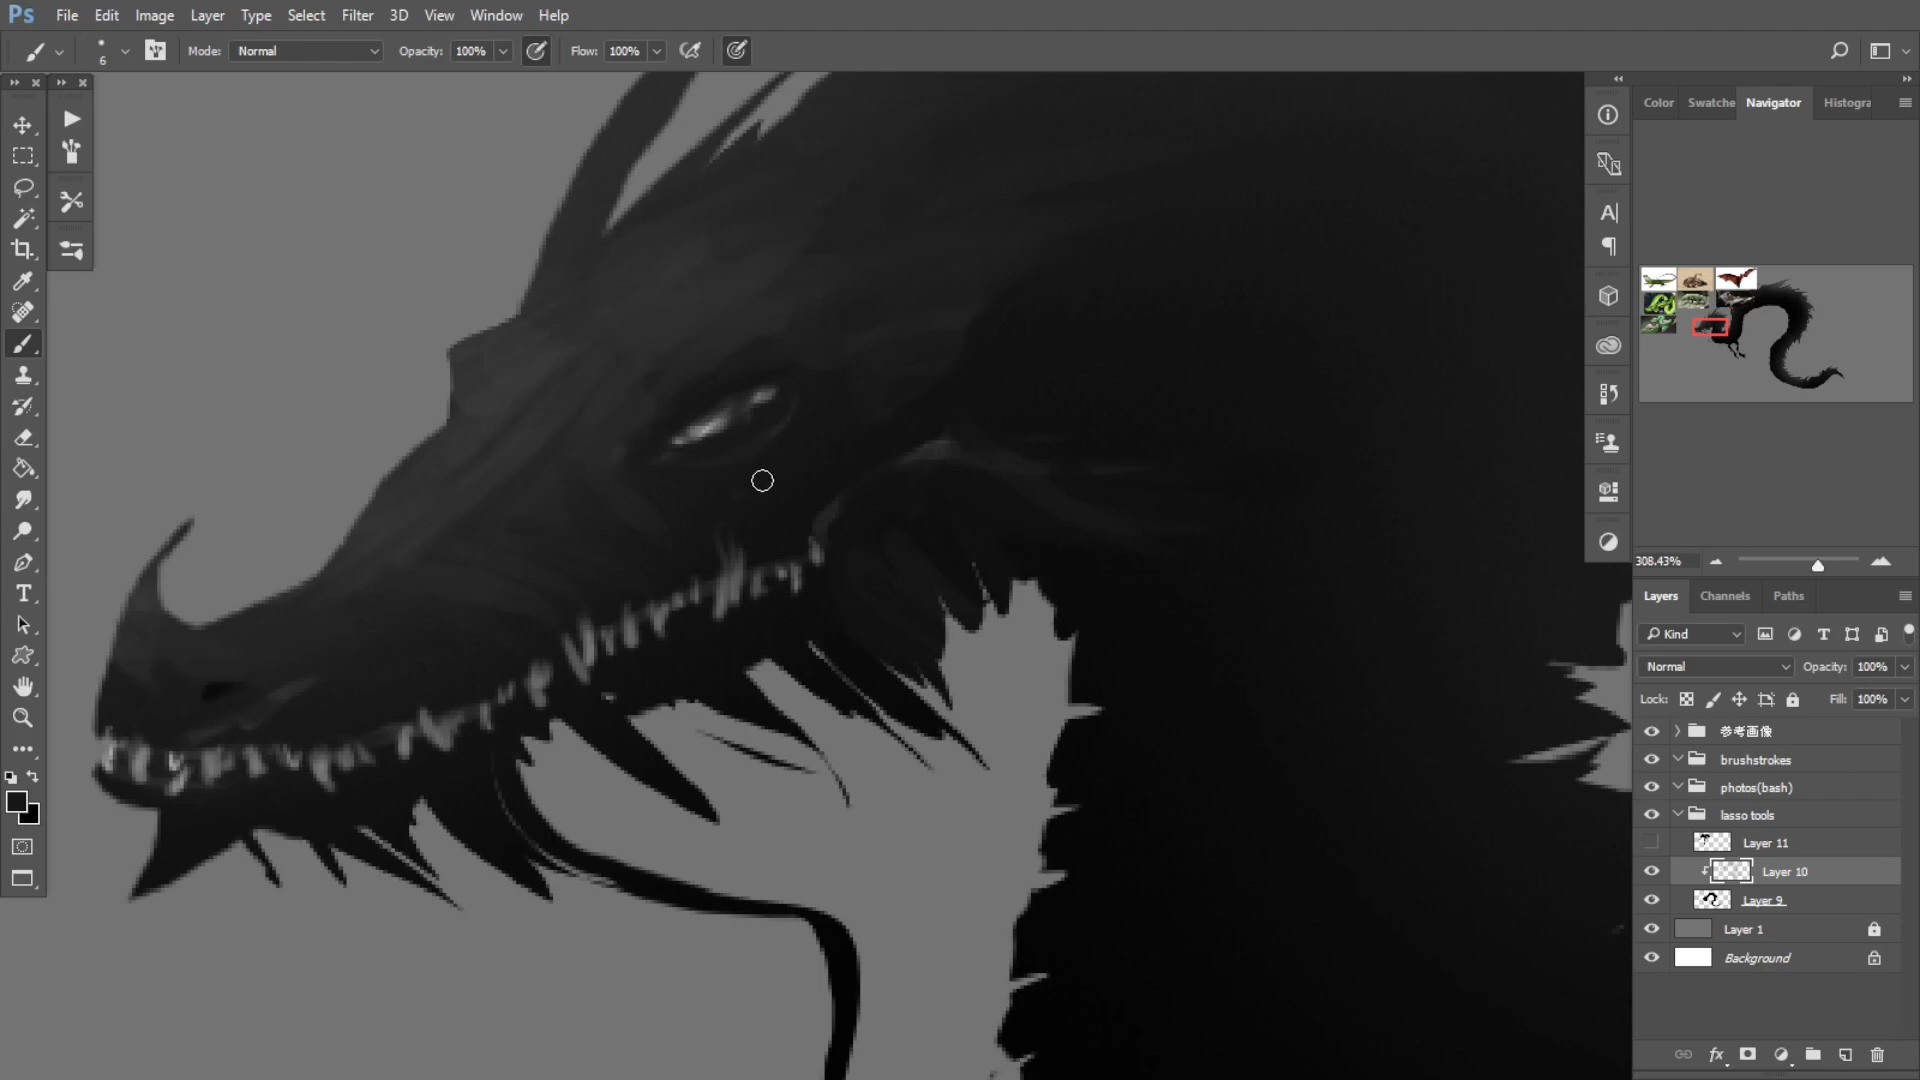 Ps File Edit Image Layer Type Select Filter 3D View Window Help
6 Mode: Normal Opacity: 100% Flow: 100%
Color Swatche Navigator Histogra
308.43%
Layers Channels Paths
Kind
Normal Opacity: 100%
Lock: Fill: 100%
参考画像
brushstrokes
photos(bash)
lasso tools
Layer 11
Layer 10
Layer 9
Layer 1
Background